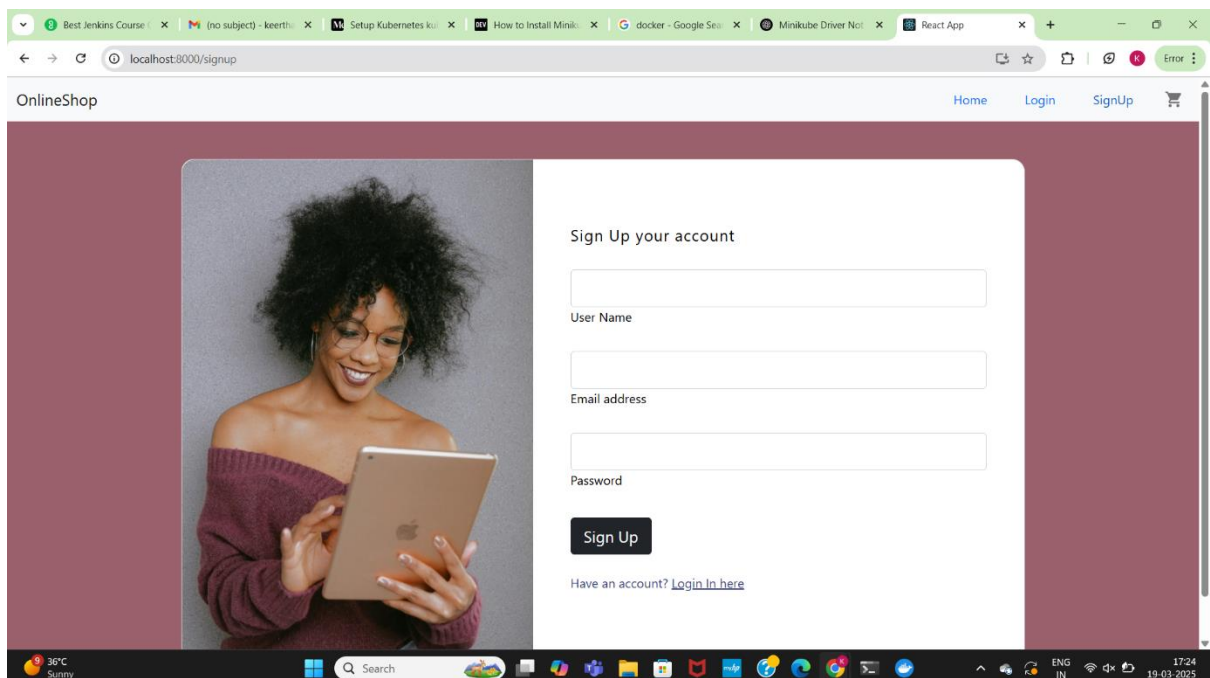 Best Jenkins Course
(no subject) - keertha
Setup Kubernetes ku
How to Install Minik
docker - Google Sea
Minikube Driver Not
React App
localhost:8000/signup
K
Error
OnlineShop
Home
Login
SignUp
Sign Up your account
User Name
Email address
Password
Sign Up
Have an account? Login In here
9
36°C
Sunny
Search
ENG
IN
17:24
19-03-2025